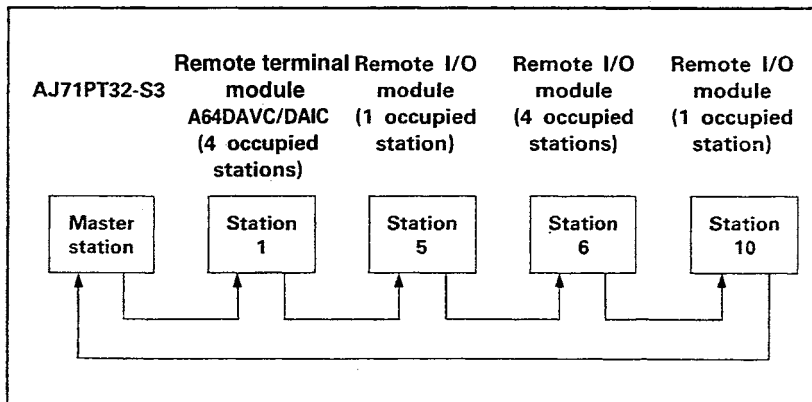 AJ71PT32-S3
Remote terminal
module
A64DAVC/DAIC
(4 occupied
stations)
Remote I/O
module
(1 occupied
station)
Remote I/O
module
(4 occupied
stations)
Remote I/O
module
(1 occupied
station)
Master
station
Station
1
Station
5
Station
6
Station
10